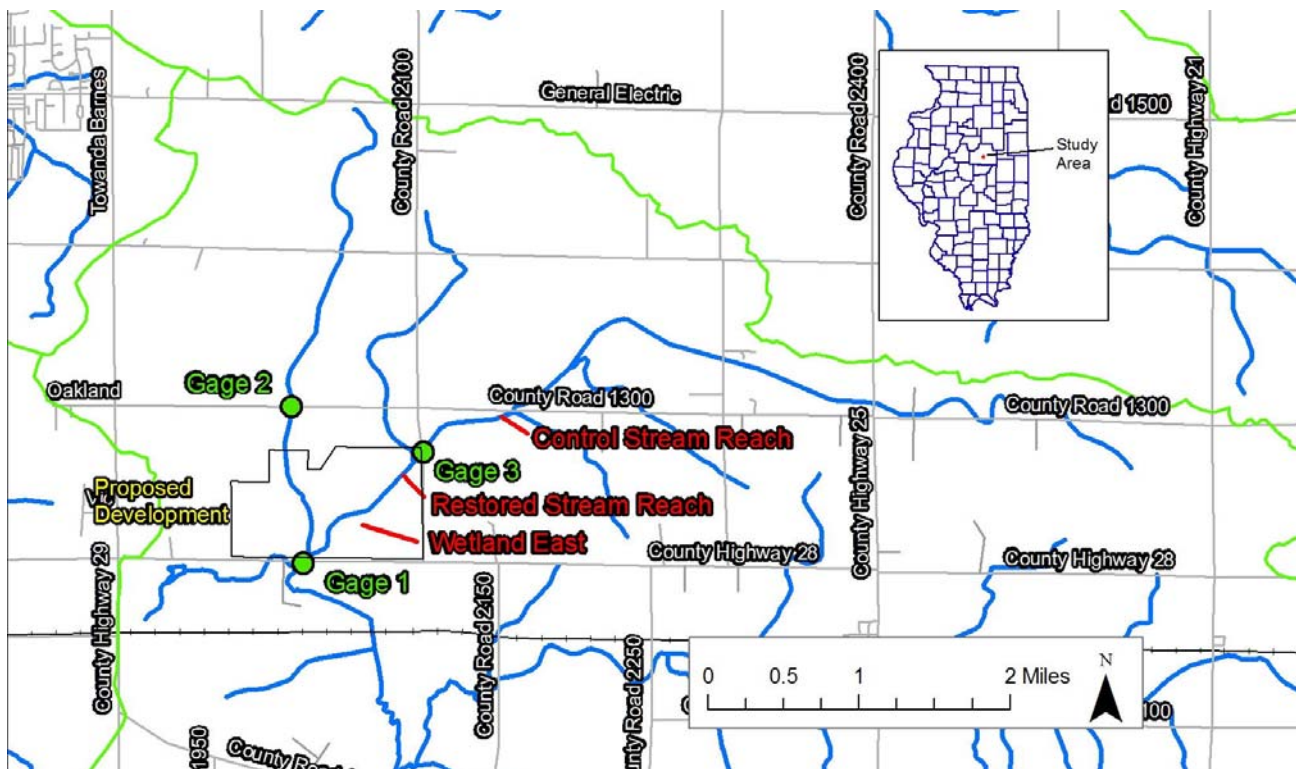 Towanda Barnes
County Road 2100
General Electric
County Road 2400
d 1500
County Highway 21
Study
Area
Oakland
Gage 2
County Road 1300
County Road 1300
Control Stream Reach
Gage 3
Proposed
Development
Restored Stream Reach
Wetland East
County Highway 25
County Highway 28
County Highway 28
Gage 1
County Highway 29
County Road 2150
County Road 2250
0 0.5 1 2 Miles
N
100
1950
County Road